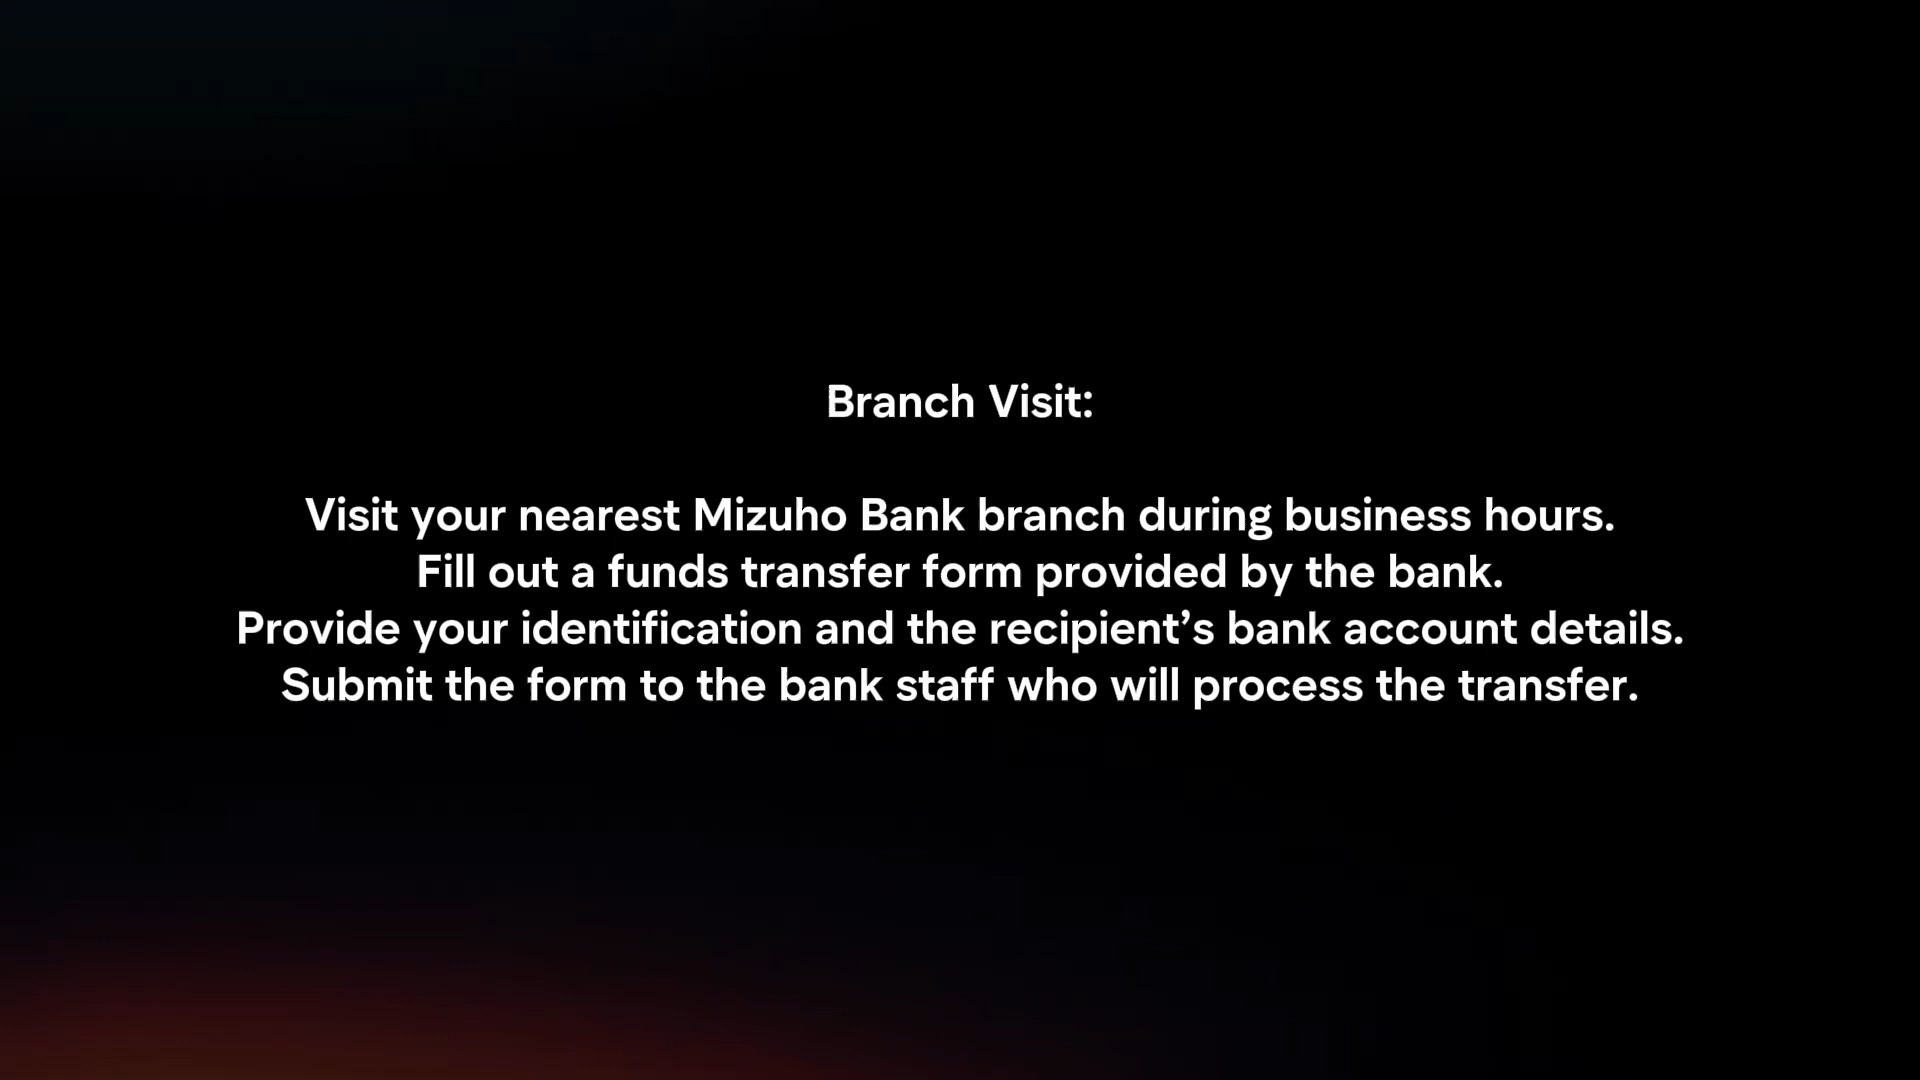 Branch Visit:
Visit your nearest Mizuho Bank branch during business hours.
Fill out a funds transfer form provided by the bank.
Provide your identification and the recipient’s bank account details.
Submit the form to the bank staff who will process the transfer.